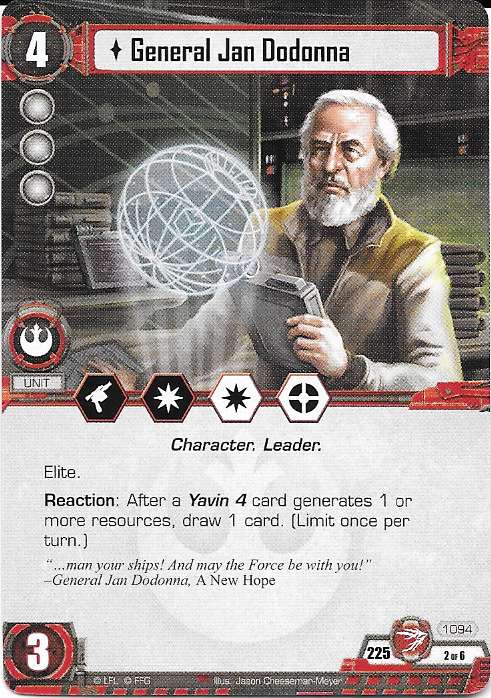 4
General Jan Dodonna
UNIT
Character. Leader.
Elite.
Reaction: After a Yavin 4 card generates 1 or
more resources, draw 1 card. (Limit once per
turn.)
“...man your ships! And may the Force be with you!”
–General Jan Dodonna, A New Hope
3
1094
225
2 OF 6
© LFL © FFG
Illus. Jason Cheeseman-Meyer